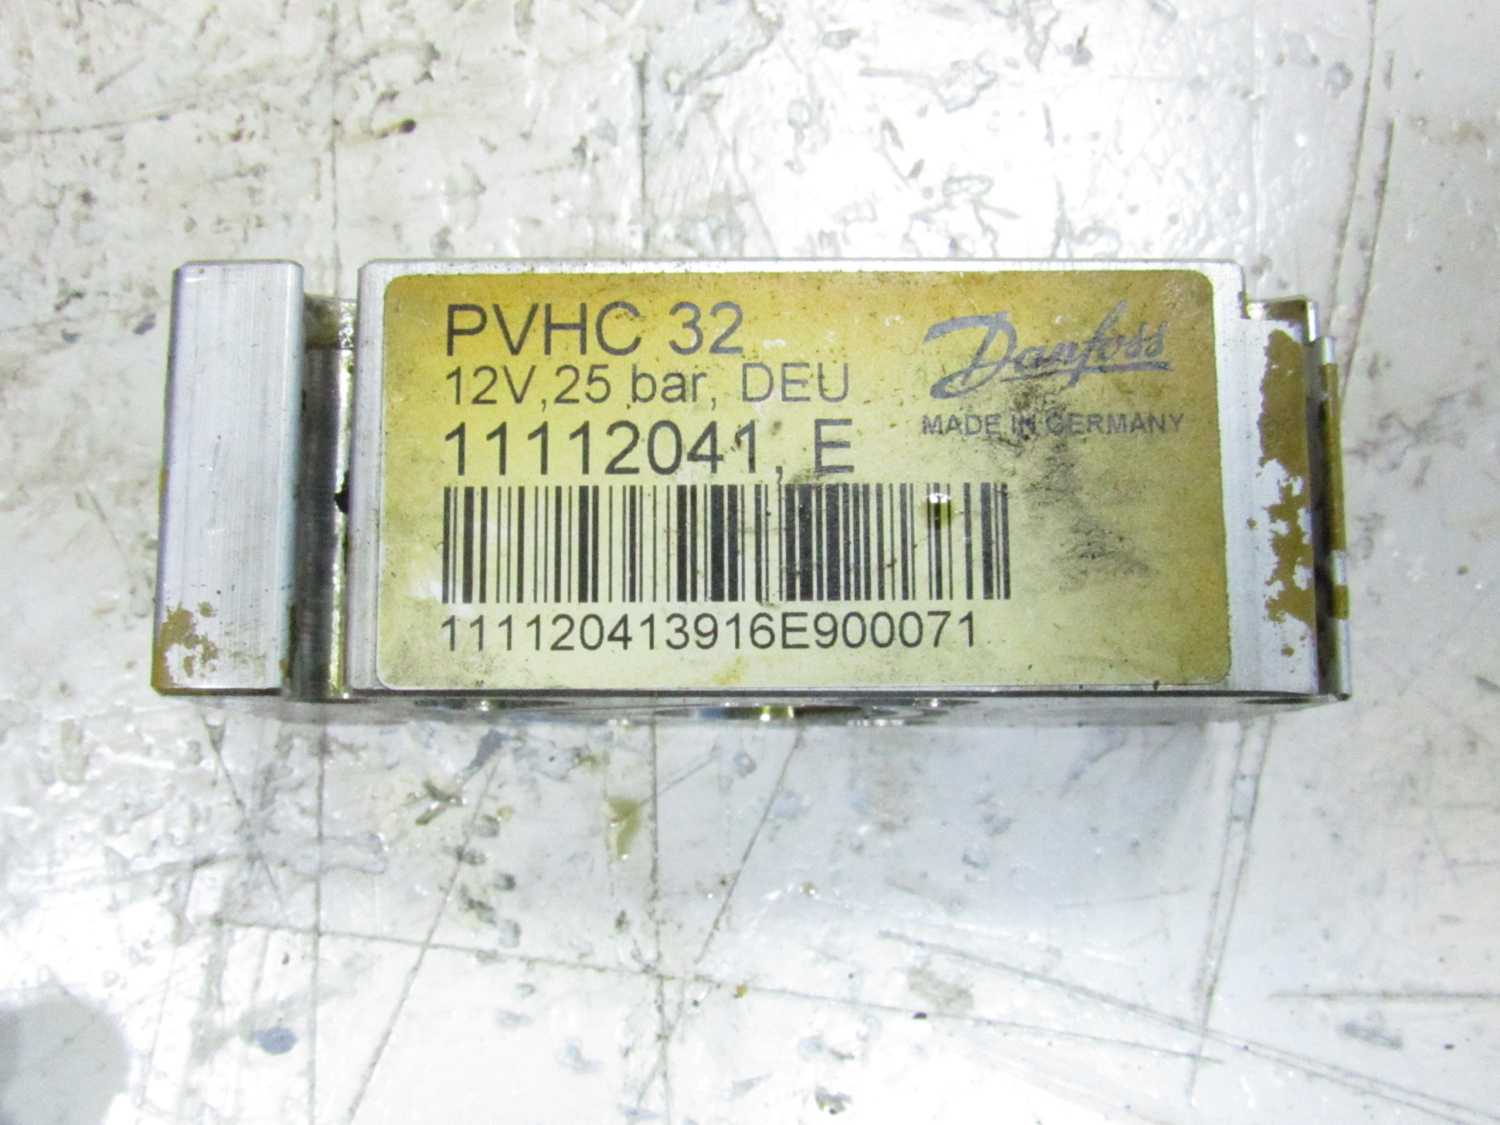 PVHC 32
12V, 25 bar, DEU
11112041, E
Danfoss
MADE IN GERMANY
111120413916E900071